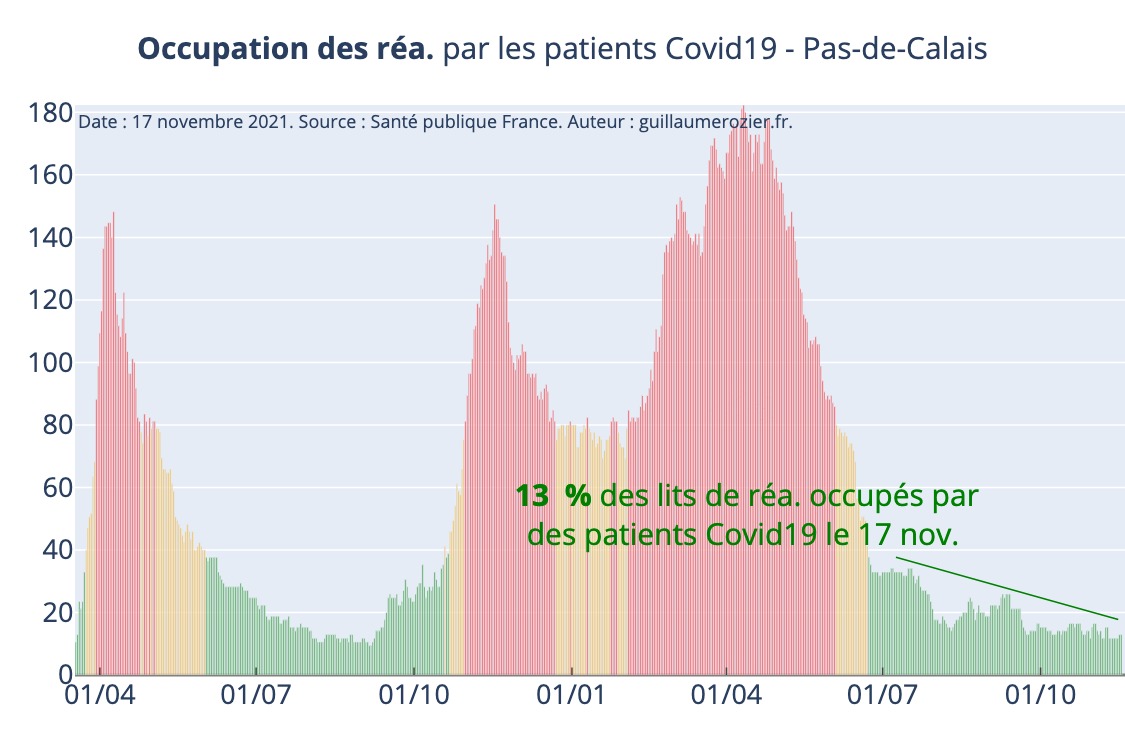 Occupation des réa. par les patients Covid19 - Pas-de-Calais
180
Date : 17 novembre 2021. Source : Santé publique France. Auteur : guillaumerozier.fr.
160
140
120
100
80
60
13 % des lits de réa. occupés par
des patients Covid19 le 17 nov.
40
20
0
01/04 01/07 01/10 01/01 01/04 01/07 01/10